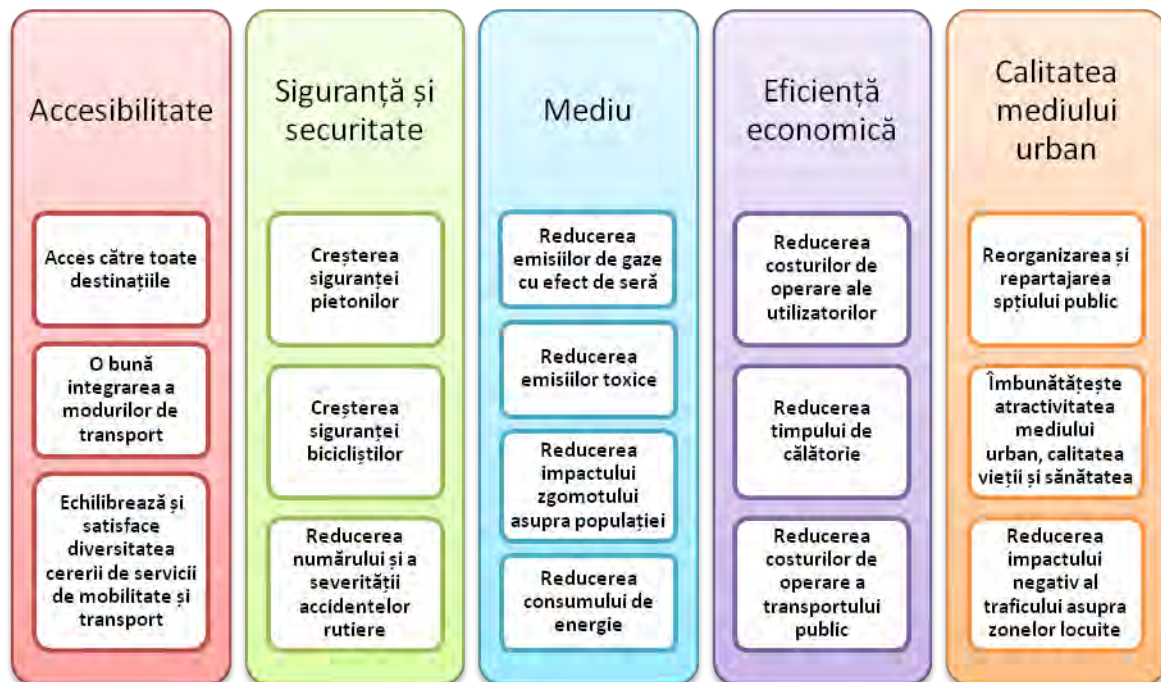 Accesibilitate
Acces către toate
destinațiile
O bună
integrarea a
modurilor de
transport
Echilibrează și
satisface
diversitatea
cererii de servicii
de mobilitate și
transport
Siguranță și
securitate
Creșterea
siguranței
pietonilor
Creșterea
siguranței
bicicliștilor
Reducerea
numărului și a
severității
accidentelor
rutiere
Mediu
Reducerea
emisiilor de gaze
cu efect de seră
Reducerea
emisiilor toxice
Reducerea
impactului
zgomotului
asupra populației
Reducerea
consumului de
energie
Eficiență
economică
Reducerea
costurilor de
operare ale
utilizatorilor
Reducerea
timpului de
călătorie
Reducerea
costurilor de
operare a
transportului
public
Calitatea
mediului
urban
Reorganizarea și
repartajarea
spțiului public
Îmbunătățește
atractivitatea
mediului
urban, calitatea
vieții și sănătatea
Reducerea
impactului
negativ al
traficului asupra
zonelor locuite